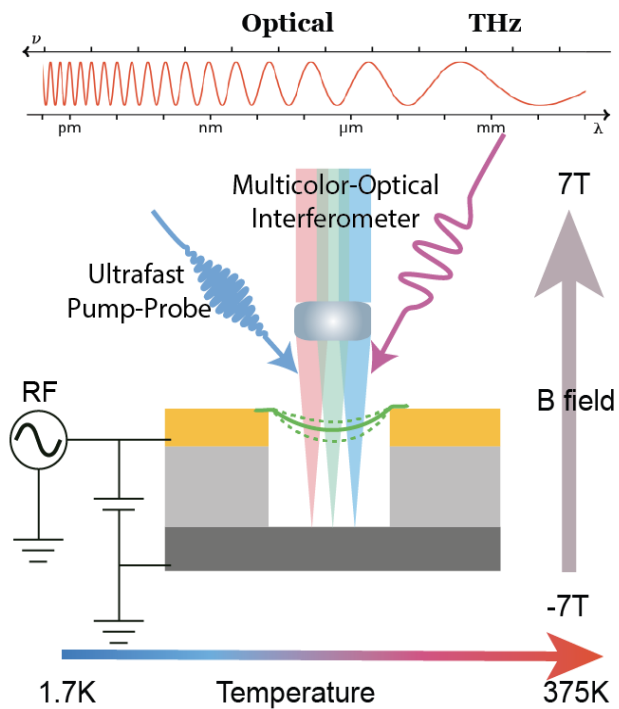 Optical THz
ν
pm nm μm mm λ
Multicolor-Optical
Interferometer
7T
Ultafast
Pump-Probe
RF
B field
-7T
1.7K Temperature 375K